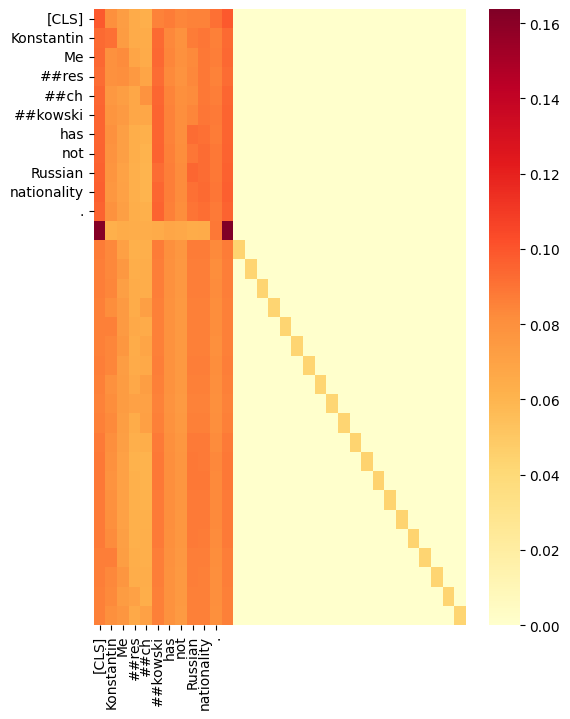 [CLS]
Konstantin
Me
##res
##ch
##kowski
has
not
Russian
nationality
.
0.16
0.14
0.12
0.10
0.08
0.06
0.04
0.02
0.00
[CLS]
Konstantin
Me
##res
##ch
##kowski
has
not
Russian
nationality
.